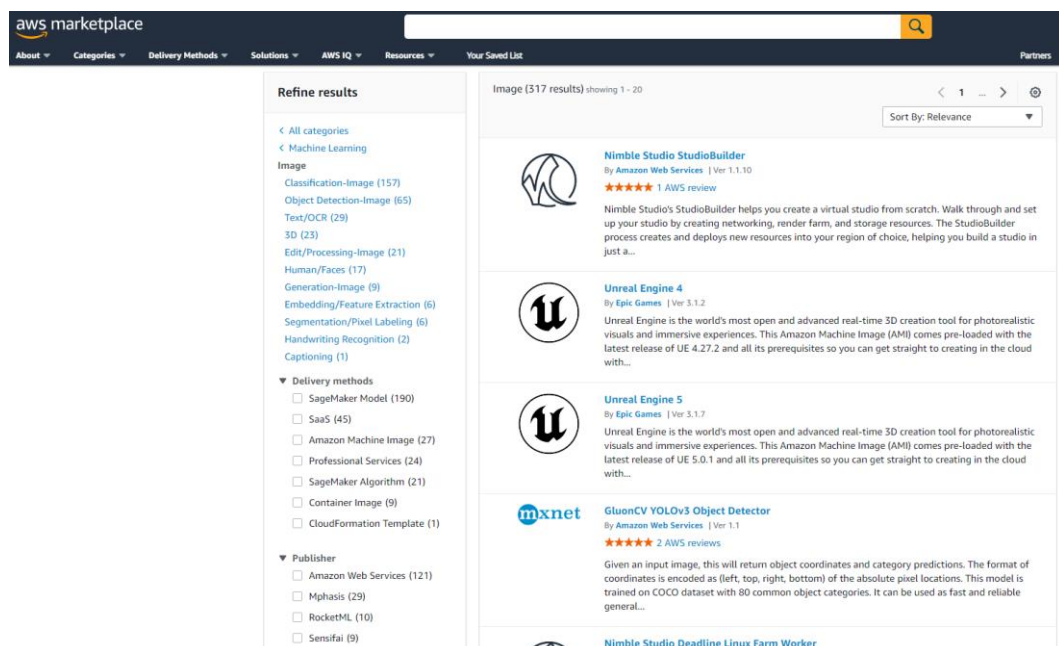 aws marketplace
About
Categories
Delivery Methods
Solutions
AWS IQ
Resources
Your Saved List
Partners
Refine results
< All categories
< Machine Learning
Image
Classification-Image (157)
Object Detection-Image (65)
Text/OCR (29)
3D (23)
Edit/Processing-Image (21)
Human/Faces (17)
Generation-Image (9)
Embedding/Feature Extraction (6)
Segmentation/Pixel Labeling (6)
Handwriting Recognition (2)
Captioning (1)
Delivery methods
SageMaker Model (190)
SaaS (45)
Amazon Machine Image (27)
Professional Services (24)
SageMaker Algorithm (21)
Container Image (9)
CloudFormation Template (1)
Publisher
Amazon Web Services (121)
Mphasis (29)
RocketML (10)
Sensifai (9)
Image (317 results) showing 1 - 20
< 1 ... >
Sort By: Relevance
Nimble Studio StudioBuilder
By Amazon Web Services | Ver 1.1.10
1 AWS review
Nimble Studio's StudioBuilder helps you create a virtual studio from scratch. Walk through and set
up your studio by creating networking, render farm, and storage resources. The StudioBuilder
process creates and deploys new resources into your region of choice, helping you build a studio in
just a...
Unreal Engine 4
By Epic Games | Ver 3.1.2
Unreal Engine is the world's most open and advanced real-time 3D creation tool for photorealistic
visuals and immersive experiences. This Amazon Machine Image (AMI) comes pre-loaded with the
latest release of UE 4.27.2 and all its prerequisites so you can get straight to creating in the cloud
with...
Unreal Engine 5
By Epic Games | Ver 3.1.7
Unreal Engine is the world's most open and advanced real-time 3D creation tool for photorealistic
visuals and immersive experiences. This Amazon Machine Image (AMI) comes pre-loaded with the
latest release of UE 5.0.1 and all its prerequisites so you can get straight to creating in the cloud
with...
mxnet
GluonCV YOLOv3 Object Detector
By Amazon Web Services | Ver 1.1
2 AWS reviews
Given an input image, this will return object coordinates and category predictions. The format of
coordinates is encoded as (left, top, right, bottom) of the absolute pixel locations. This model is
trained on COCO dataset with 80 common object categories. It can be used as fast and reliable
general...
Nimble Studio Deadline Linux Farm Worker